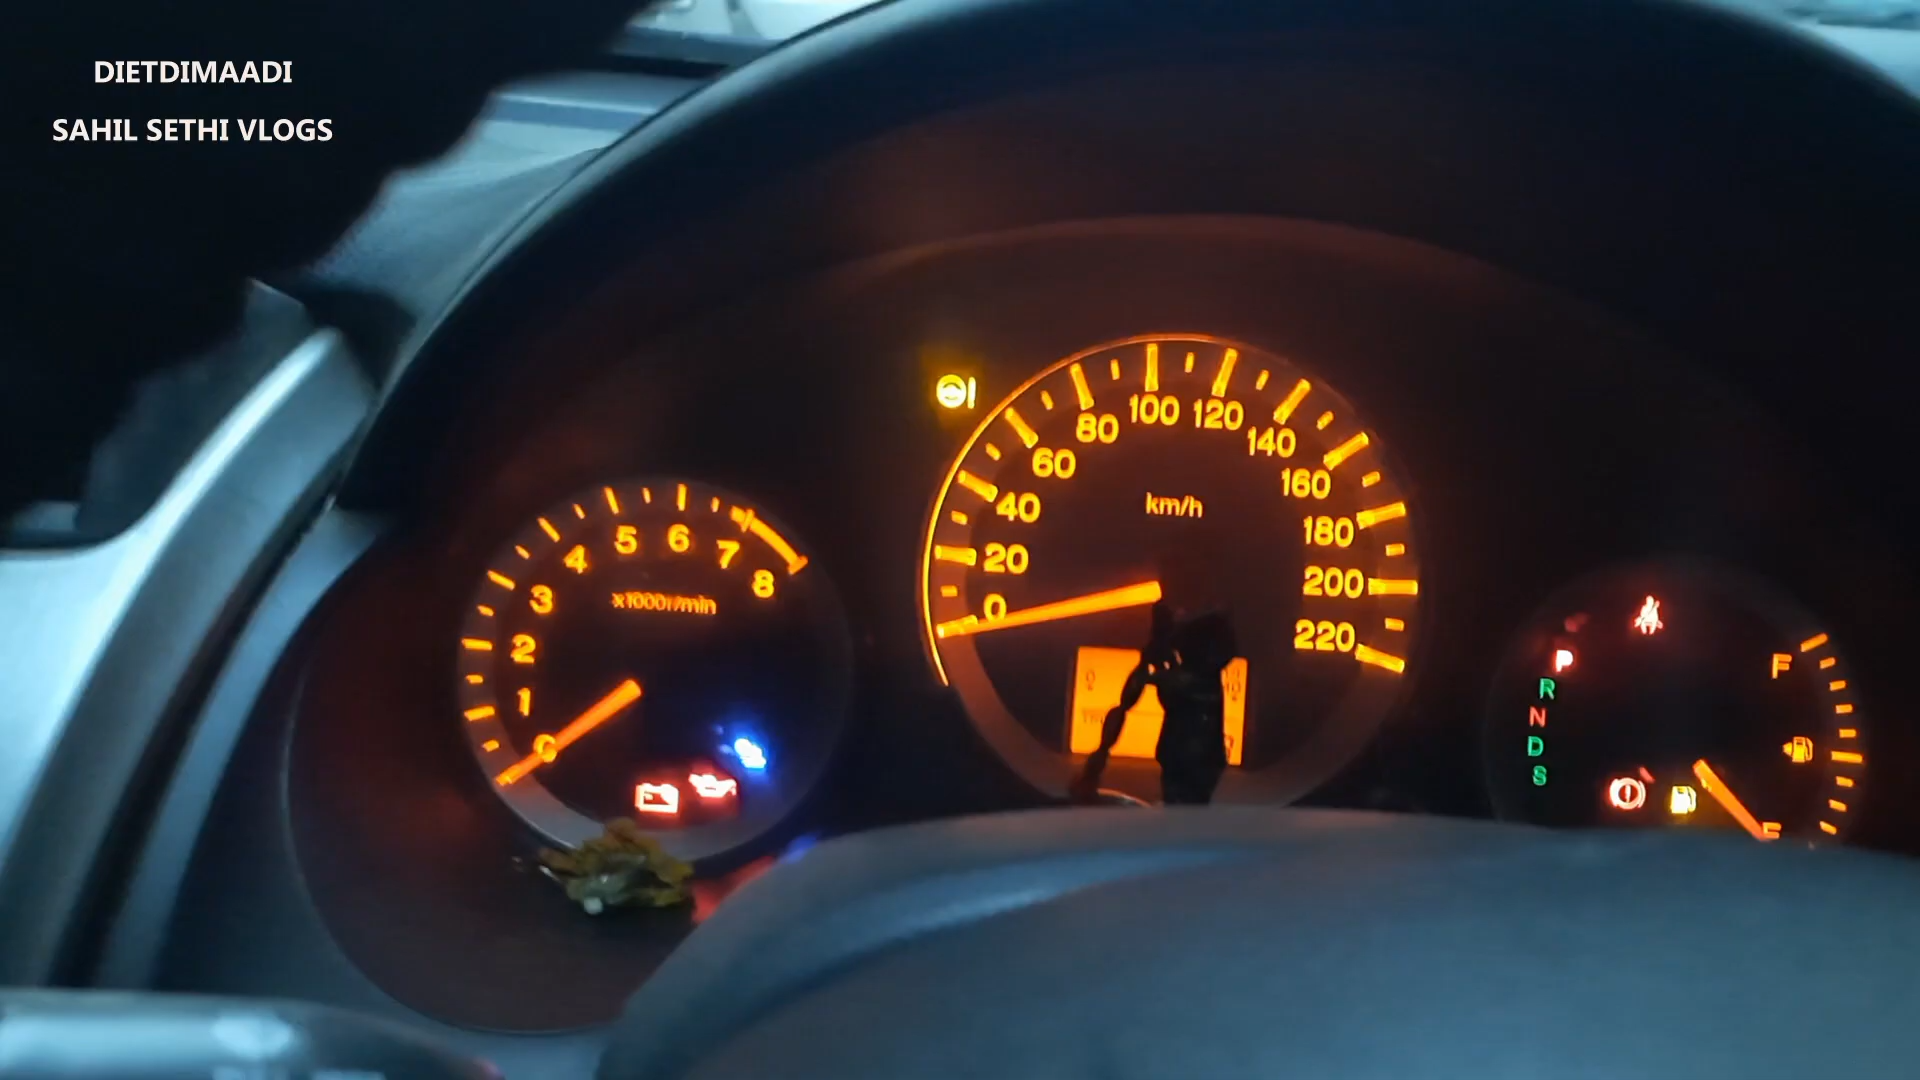 DIETDIMAADI
SAHIL SETHI VLOGS
0 1 2 3 4 5 6 7 8
x1000r/min
0 20 40 60 80 100 120 140 160 180 200 220
km/h
P
R
N
D
S
F
E